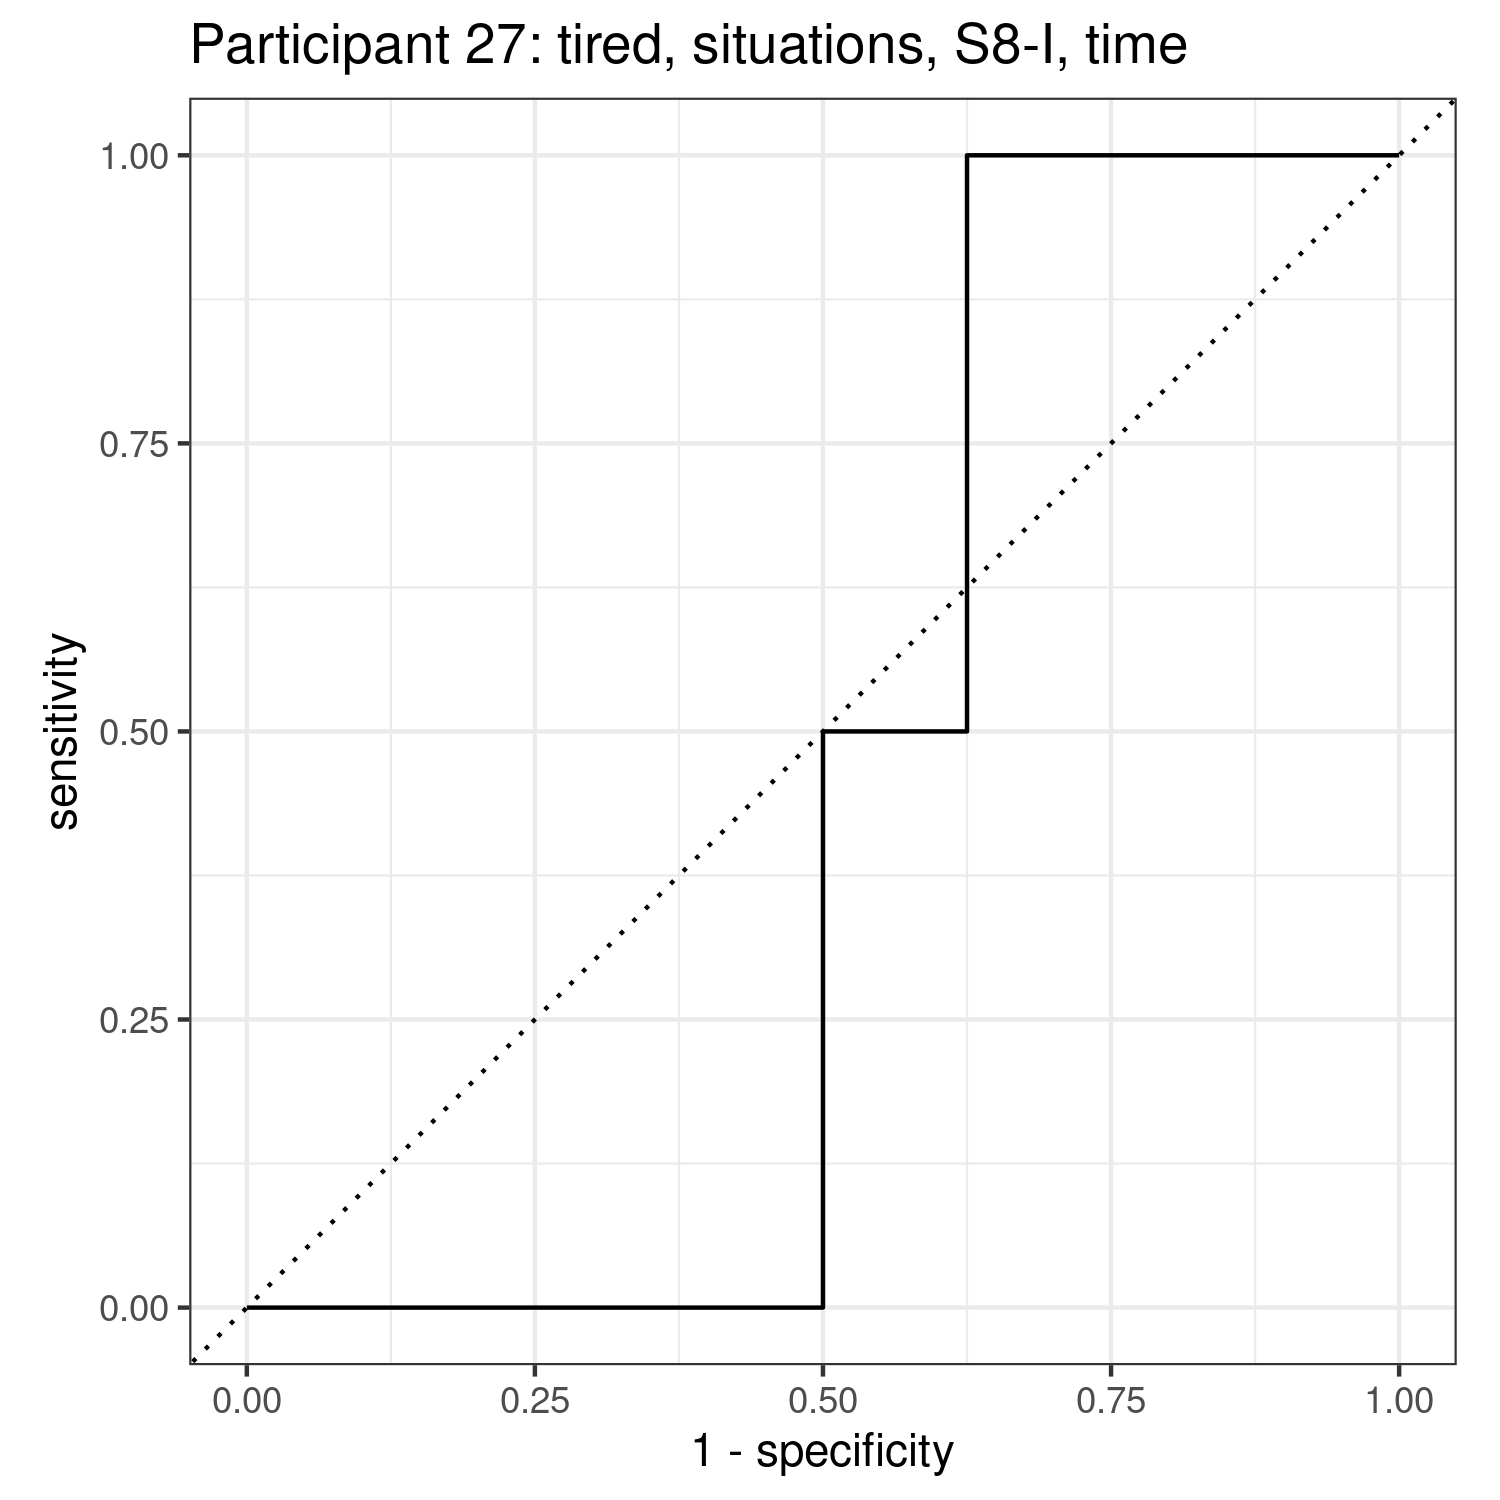 Participant 27: tired, situations, S8-I, time
1.00
0.75
0.50
0.25
0.00
sensitivity
0.00 0.25 0.50 0.75 1.00
1 - specificity